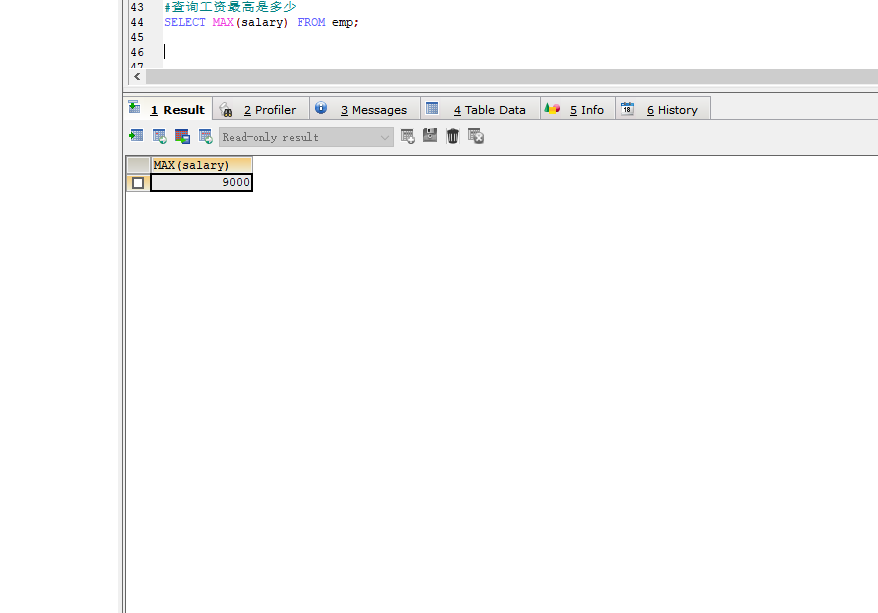 43 #查询工资最高是多少
44 SELECT MAX(salary) FROM emp;
45
46
47
1 Result 2 Profiler 3 Messages 4 Table Data 5 Info 6 History
Read-only result
MAX(salary)
9000